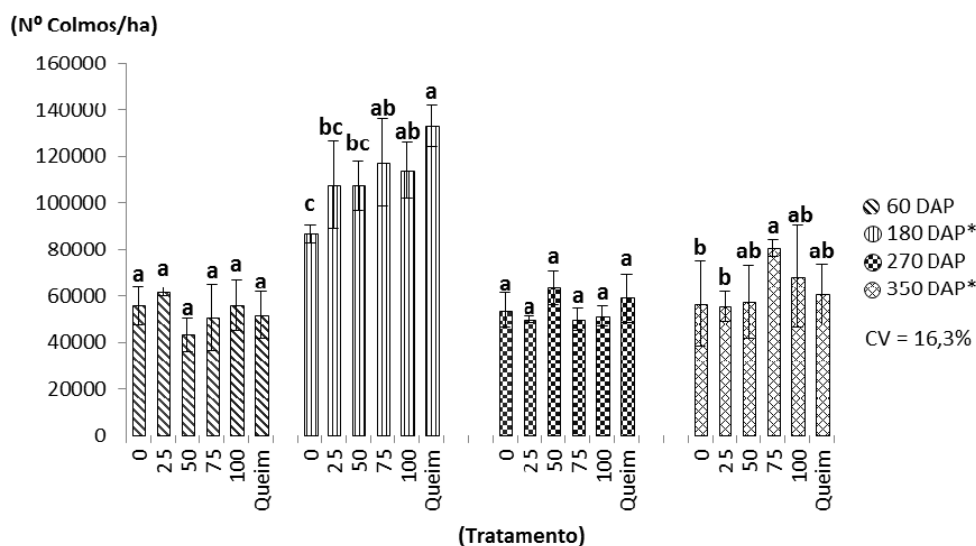 (Nº Colmos/ha)
160000
140000
120000
100000
80000
60000
40000
20000
0
a a a a a a
c bc bc ab ab a
a a a a a a
b b ab a ab ab
0 25 50 75 100 Queim
0 25 50 75 100 Queim
0 25 50 75 100 Queim
0 25 50 75 100 Queim
(Tratamento)
60 DAP
180 DAP*
270 DAP
350 DAP*
CV = 16,3%